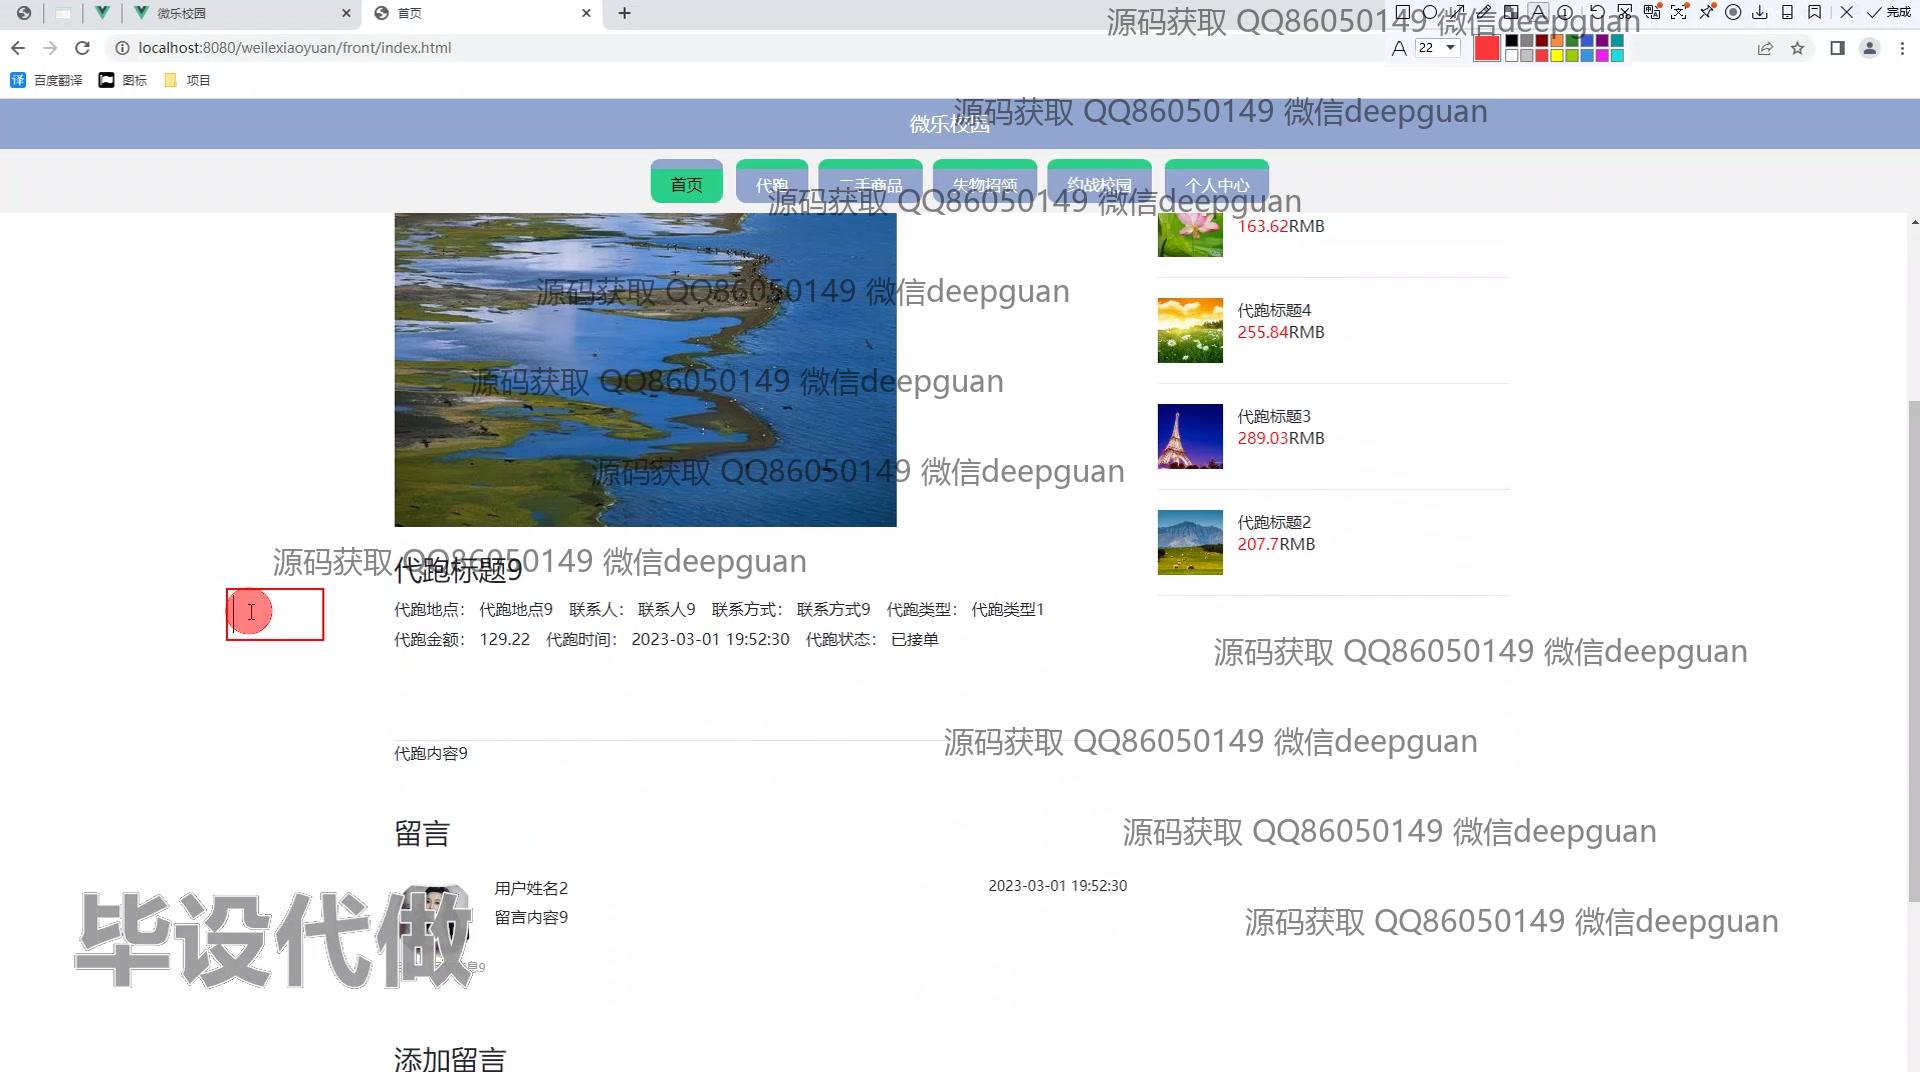 微乐校园
首页
完成
localhost:8080/weilexiaoyuan/front/index.html
A 22
译 百度翻译 图标 项目
源码获取 QQ86050149 微信deepguan
微乐校园
源码获取 QQ86050149 微信deepguan
首页 代跑 二手商品 失物招领 约战校园 个人中心
源码获取 QQ86050149 微信deepguan
163.62RMB
源码获取 QQ86050149 微信deepguan
代跑标题4
255.84RMB
源码获取 QQ86050149 微信deepguan
代跑标题3
289.03RMB
源码获取 QQ86050149 微信deepguan
代跑标题2
207.7RMB
源码获取 QQ86050149 微信deepguan
代跑标题9
代跑地点： 代跑地点9 联系人： 联系人9 联系方式： 联系方式9 代跑类型： 代跑类型1
代跑金额： 129.22 代跑时间： 2023-03-01 19:52:30 代跑状态： 已接单
源码获取 QQ86050149 微信deepguan
源码获取 QQ86050149 微信deepguan
代跑内容9
留言
源码获取 QQ86050149 微信deepguan
用户姓名2
2023-03-01 19:52:30
留言内容9
源码获取 QQ86050149 微信deepguan
毕设代做
息9
添加留言